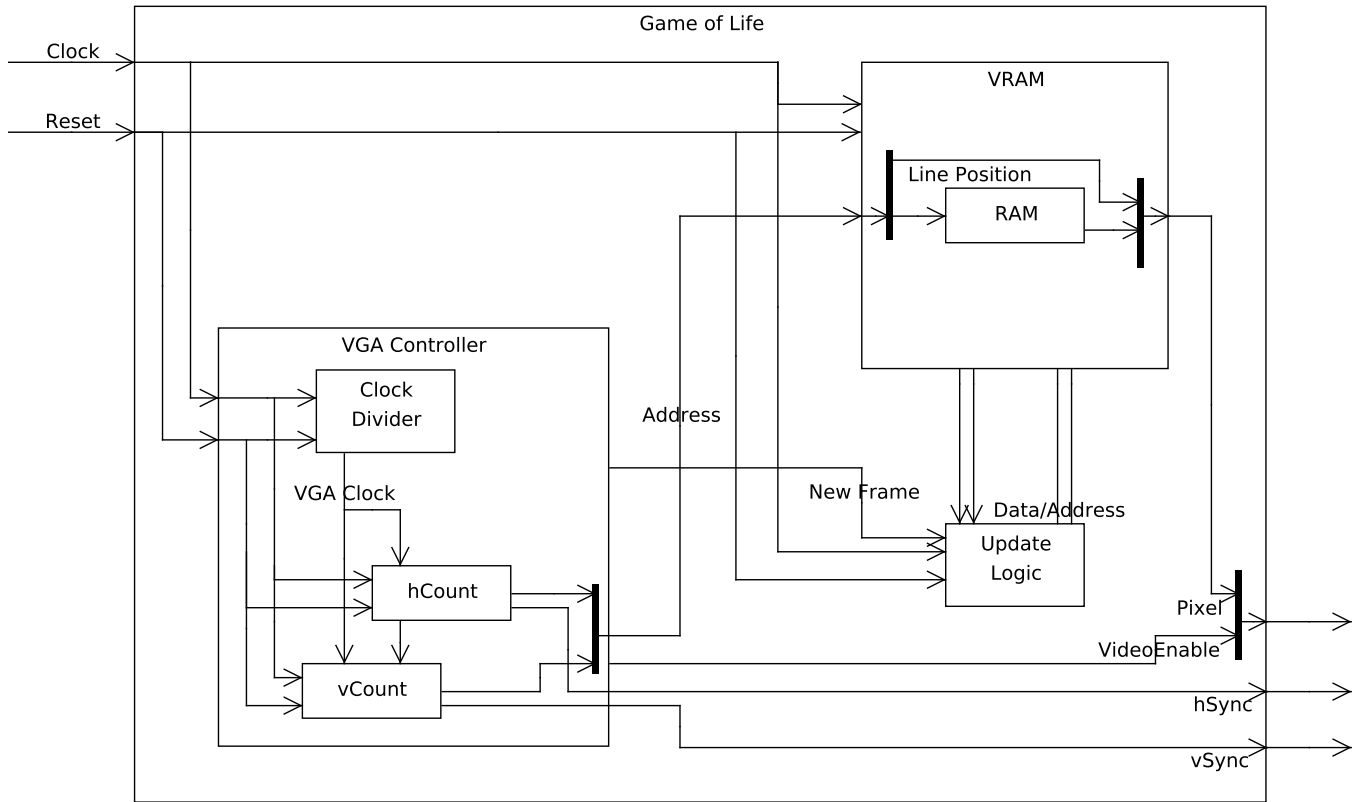 Game of Life
Clock
VRAM
Reset
Line Position
RAM
VGA Controller
Clock
Divider
Address
VGA Clock
New Frame
Data/Address
Update
Logic
hCount
Pixel
VideoEnable
vCount
hSync
vSync